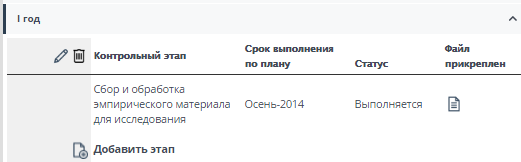 I год
Контрольный этап
Срок выполнения
по плану
Статус
Файл
прикреплен
Сбор и обработка
эмпирического материала
для исследования
Осень-2014
Выполняется
Добавить этап